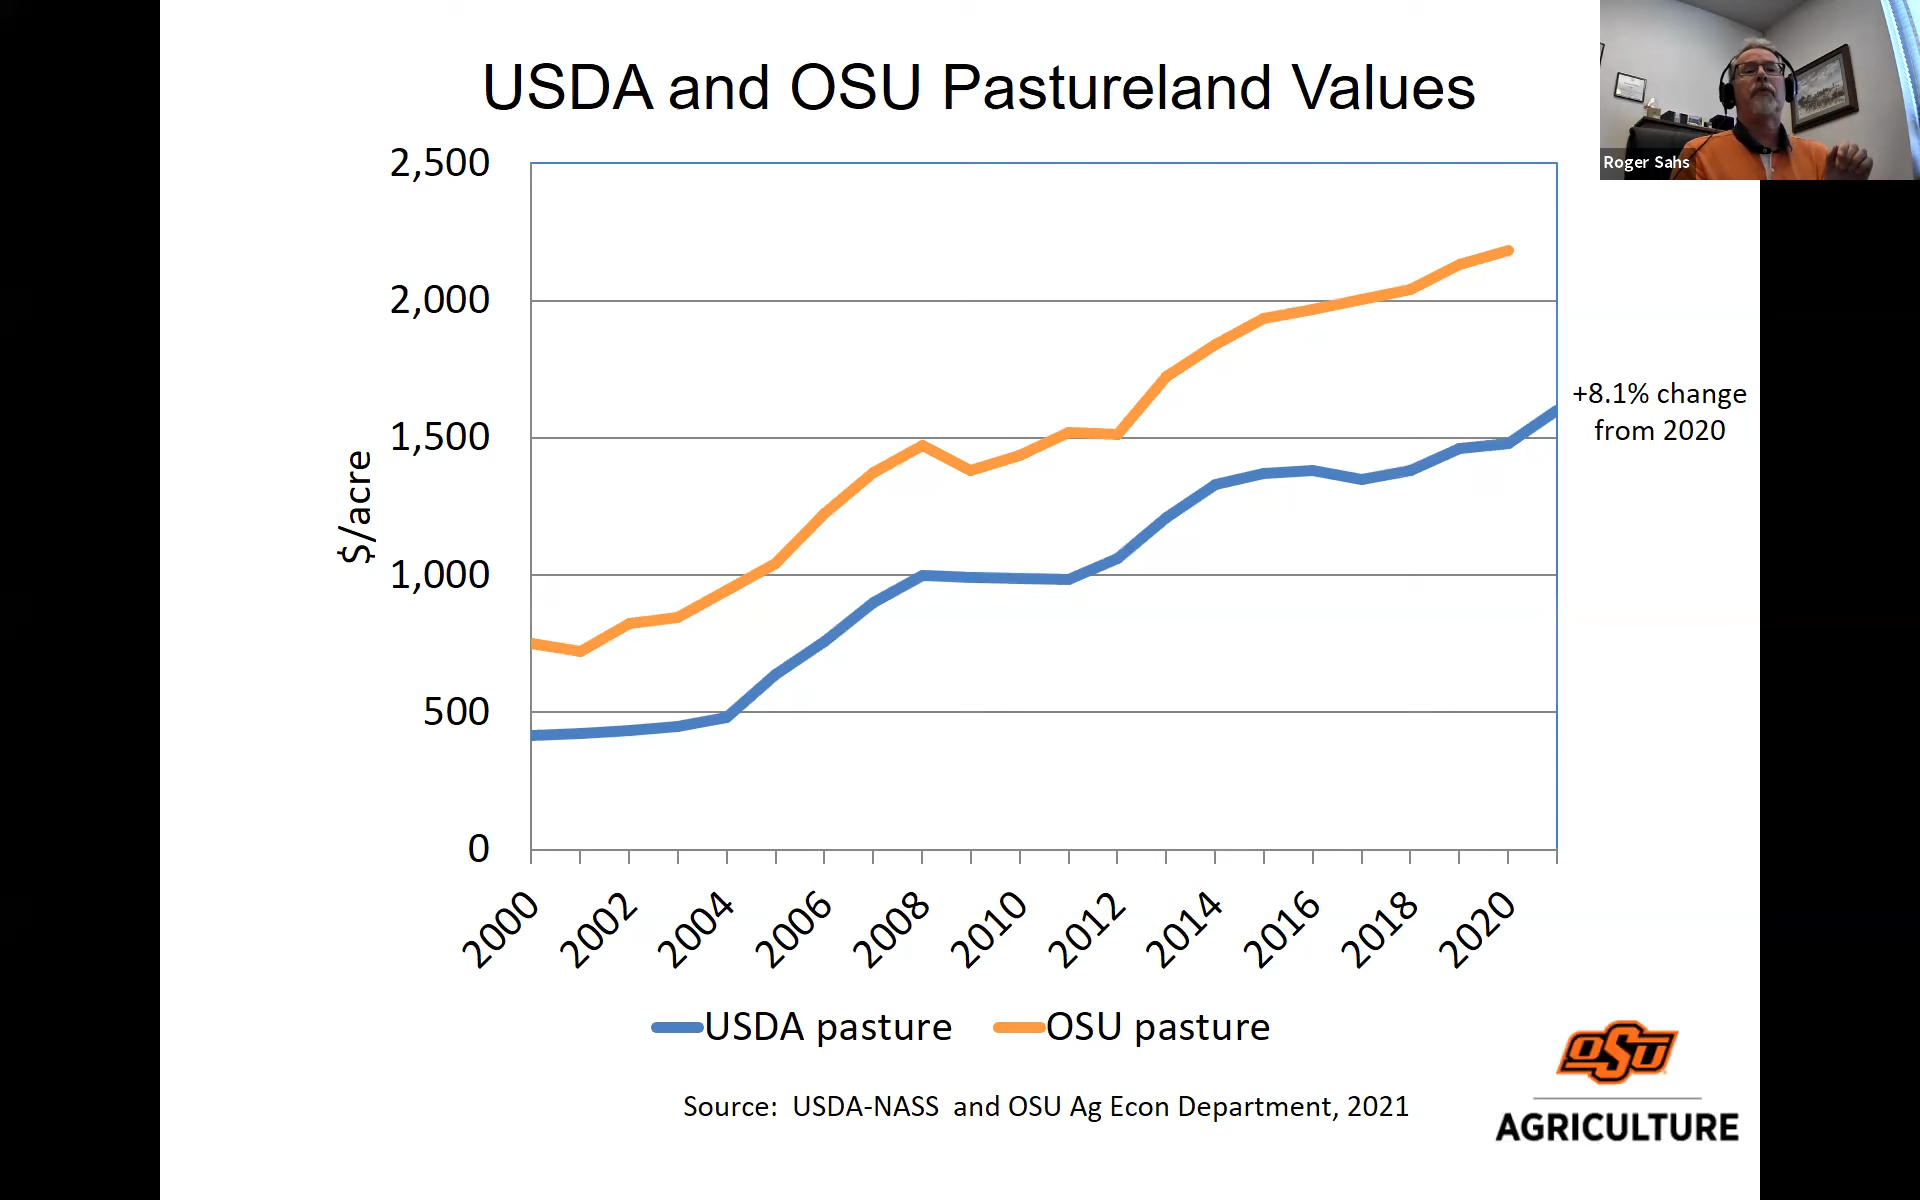 USDA and OSU Pastureland Values
Roger Sahs
2,500
2,000
1,500
1,000
500
0
$/acre
+8.1% change
from 2020
2000
2002
2004
2006
2008
2010
2012
2014
2016
2018
2020
USDA pasture
OSU pasture
Source: USDA-NASS and OSU Ag Econ Department, 2021
OSU
AGRICULTURE